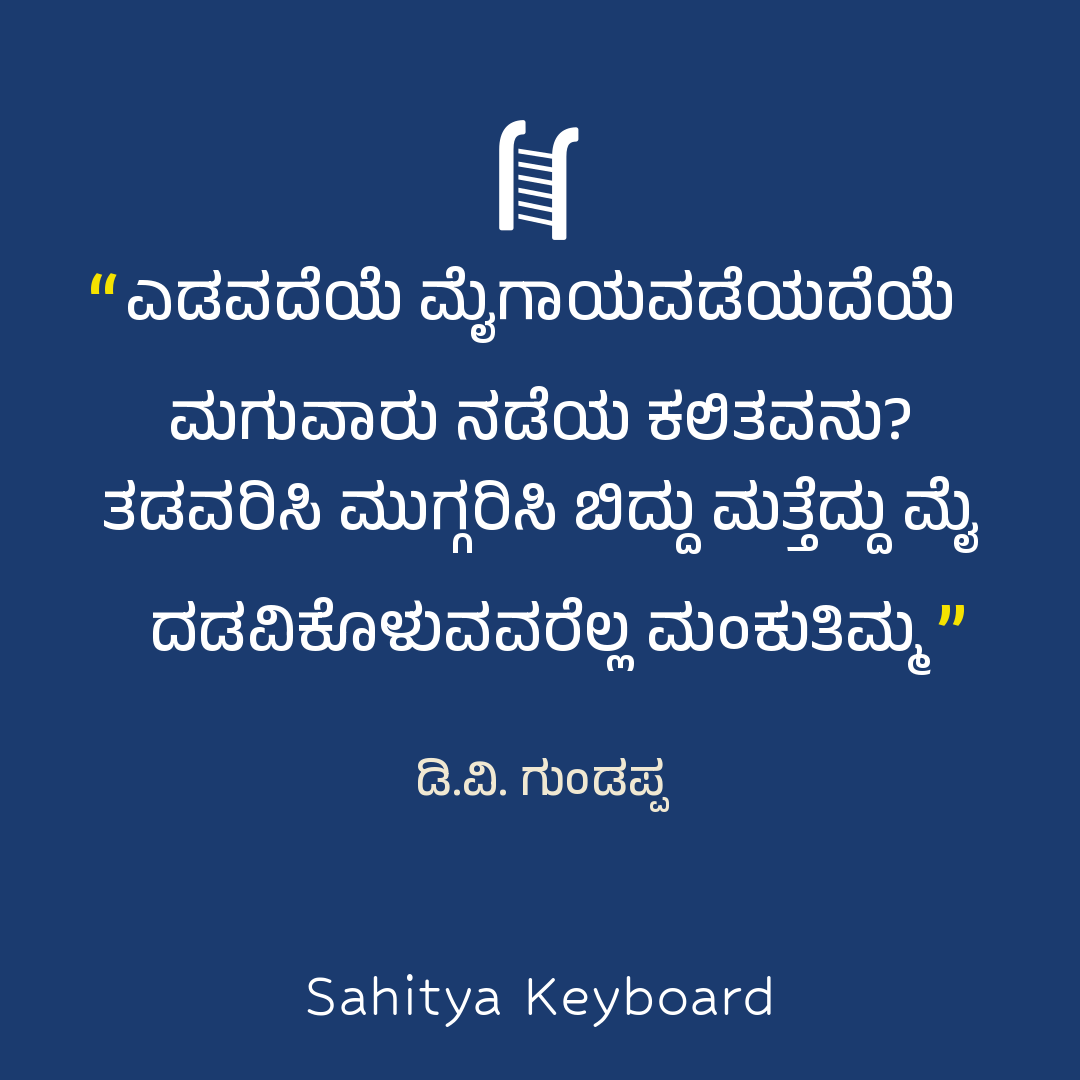 “ ಎಡವದೆಯೆ ಮೈಗಾಯವಡೆಯದೆಯೆ
ಮಗುವಾರು ನಡೆಯ ಕಲಿತವನು?
ತಡವರಿಸಿ ಮುಗ್ಗರಿಸಿ ಬಿದ್ದು ಮತ್ತೆದ್ದು ಮೈ
ದಡವಿಕೊಳುವವರೆಲ್ಲ ಮಂಕುತಿಮ್ಮ ”
ಡಿ.ವಿ. ಗುಂಡಪ್ಪ
Sahitya Keyboard